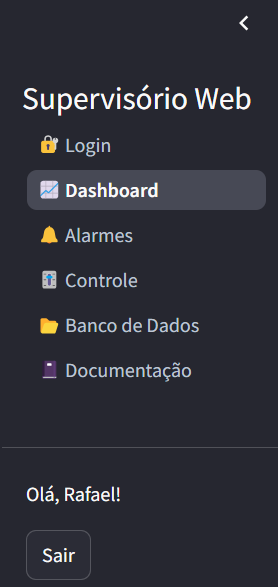 Supervisório Web
Login
Dashboard
Alarmes
Controle
Banco de Dados
Documentação
Olá, Rafael!
Sair